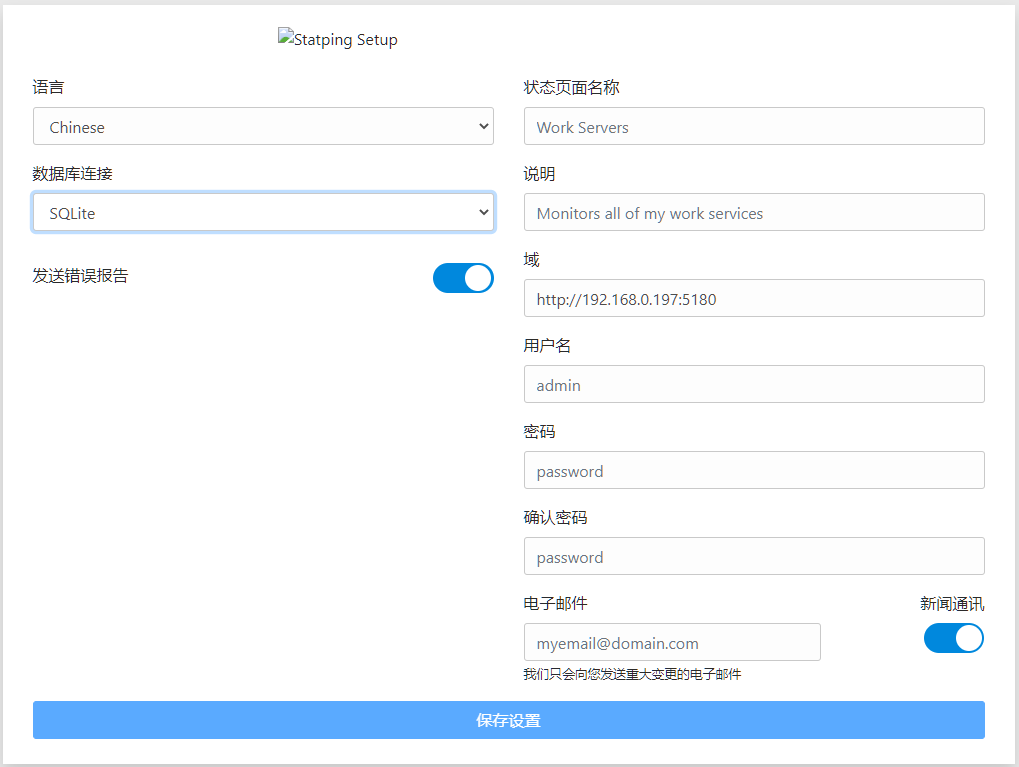 Statping Setup
语言
Chinese
数据库连接
SQLite
发送错误报告
状态页面名称
Work Servers
说明
Monitors all of my work services
域
http://192.168.0.197:5180
用户名
admin
密码
password
确认密码
password
电子邮件
新闻通讯
myemail@domain.com
我们只会向您发送重大变更的电子邮件
保存设置